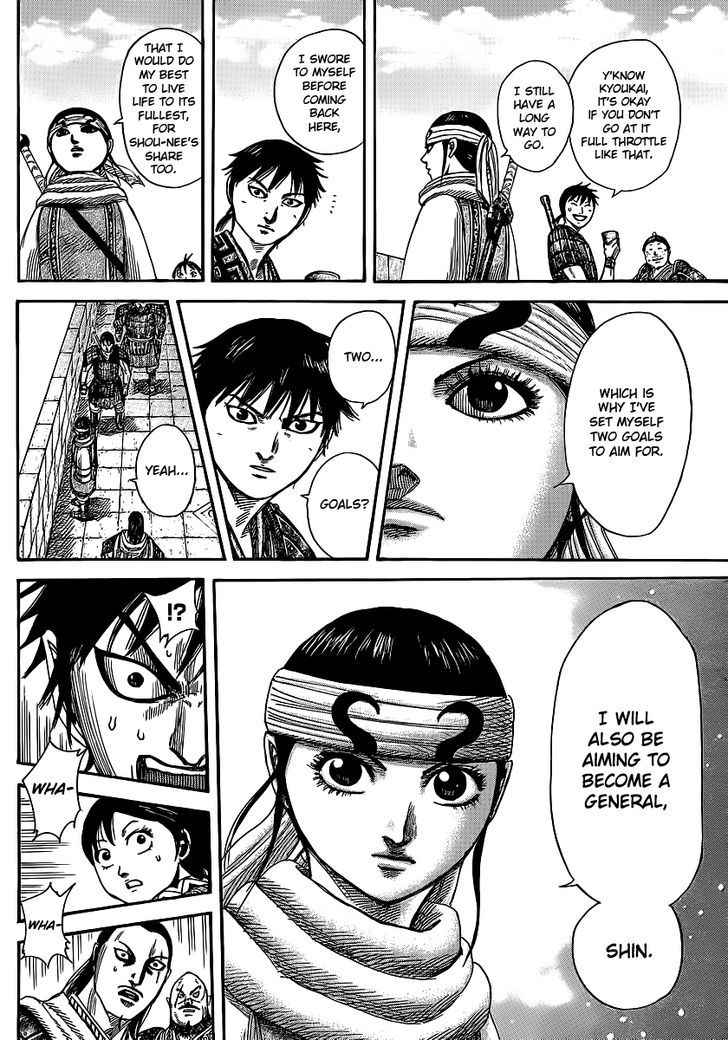 Y'KNOW
KYOUKAI,
IT'S OKAY
IF YOU DON'T
GO AT IT
FULL THROTTLE
LIKE THAT.
I STILL
HAVE A
LONG
WAY TO
GO.
I SWORE
TO MYSELF
BEFORE
COMING
BACK
HERE,
THAT I
WOULD DO
MY BEST
TO LIVE
LIFE TO ITS
FULLEST,
FOR
SHOU-NEE'S
SHARE
TOO.
WHICH IS
WHY I'VE
SET MYSELF
TWO GOALS
TO AIM FOR.
TWO...
GOALS?
YEAH...
I WILL
ALSO BE
AIMING TO
BECOME A
GENERAL,
SHIN.
!?
WHA-
WHA-